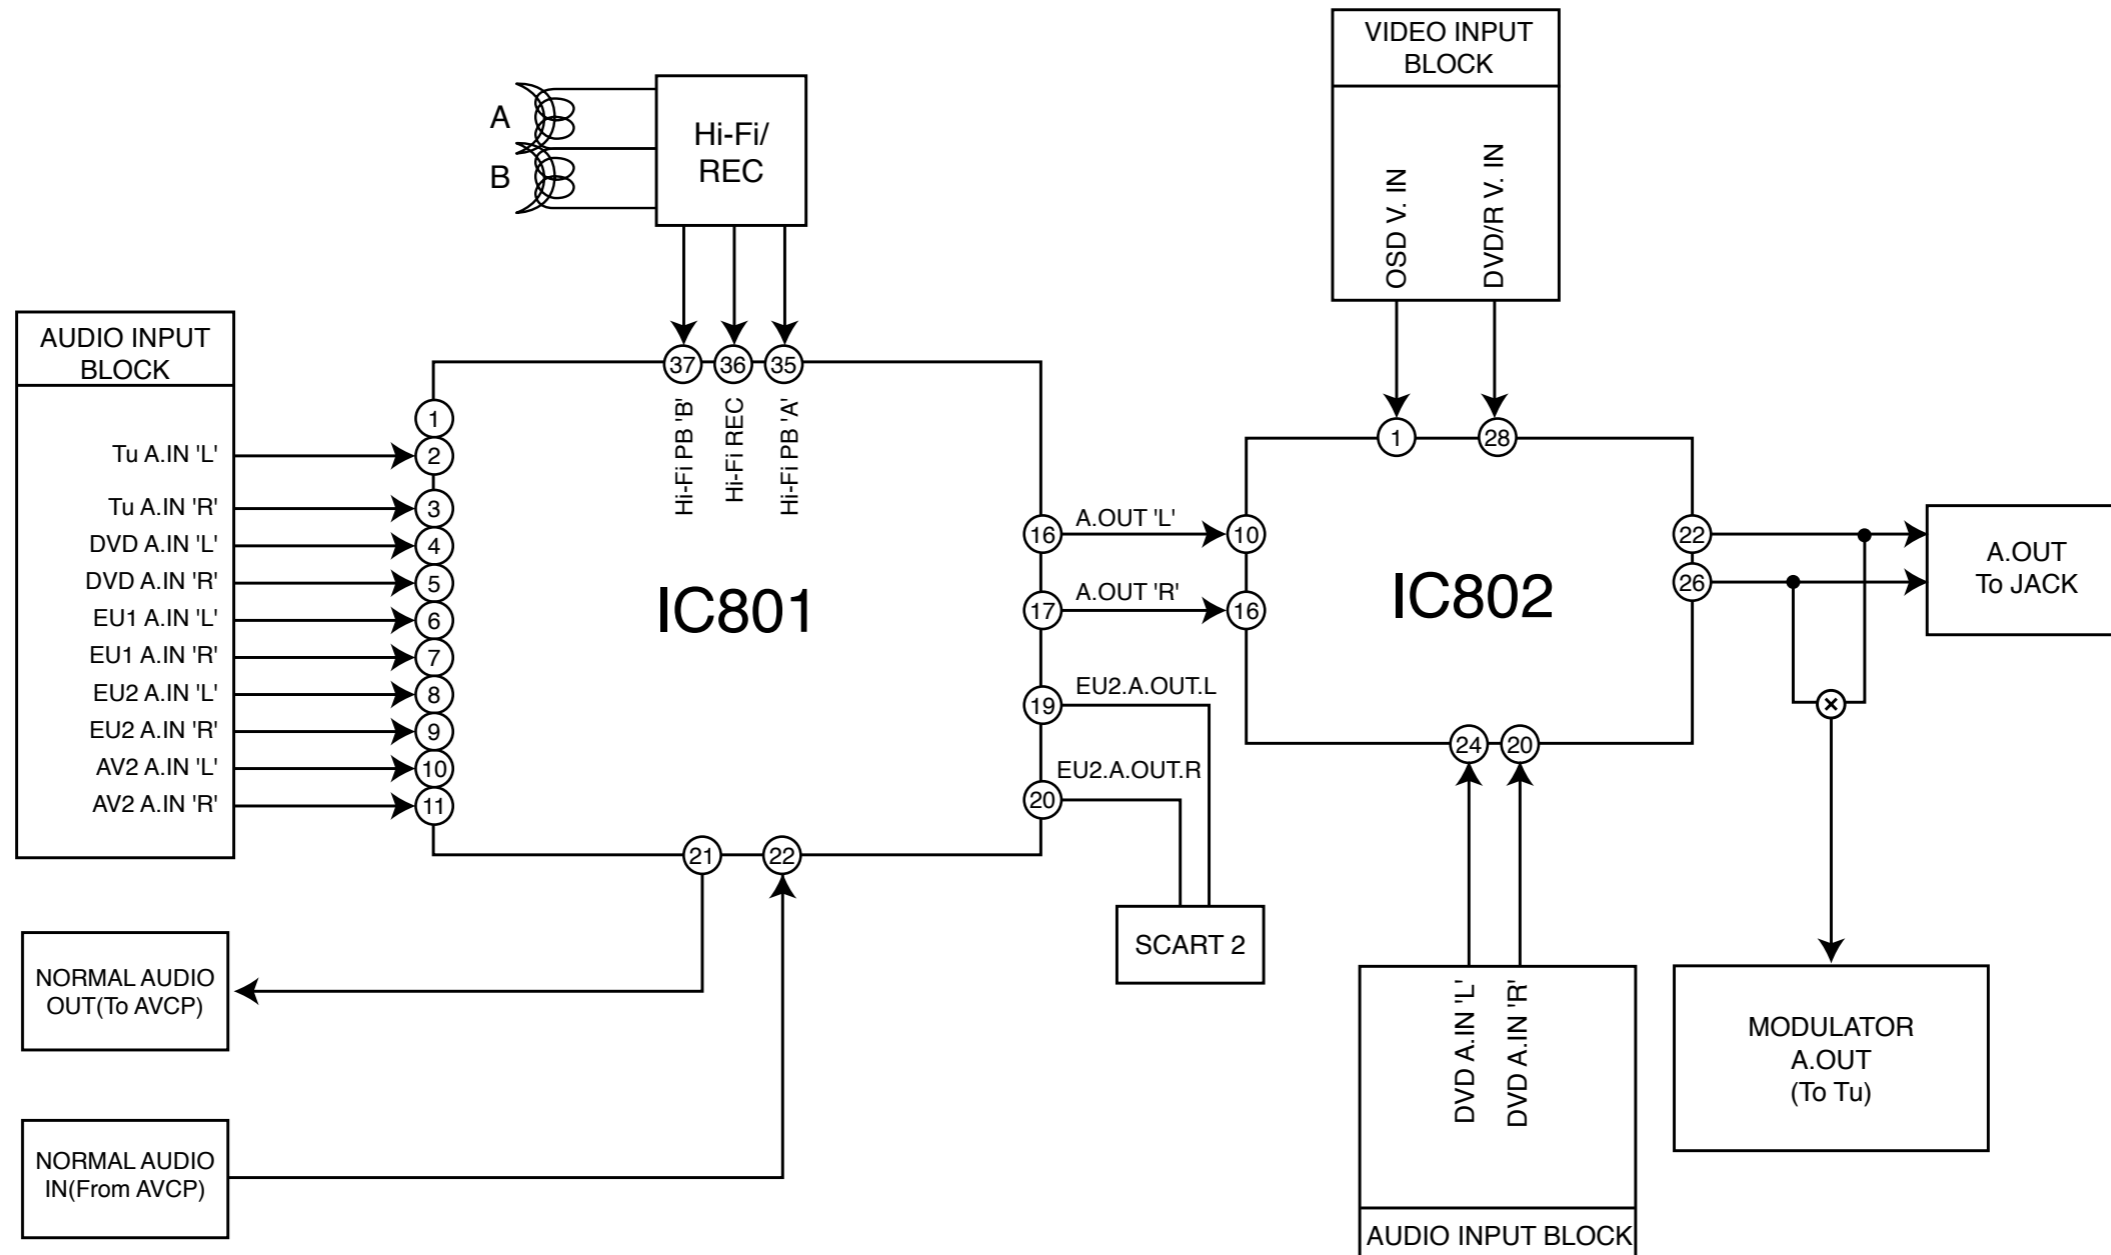 VIDEO INPUT
BLOCK
OSD V. IN
DVD/R V. IN
A
B
Hi-Fi/
REC
AUDIO INPUT
BLOCK
Tu A.IN 'L'
Tu A.IN 'R'
DVD A.IN 'L'
DVD A.IN 'R'
EU1 A.IN 'L'
EU1 A.IN 'R'
EU2 A.IN 'L'
EU2 A.IN 'R'
AV2 A.IN 'L'
AV2 A.IN 'R'
1
2
3
4
5
6
7
8
9
10
11
37
36
35
Hi-Fi PB 'B'
Hi-Fi REC
Hi-Fi PB 'A'
IC801
16
A.OUT 'L'
17
A.OUT 'R'
19
EU2.A.OUT.L
20
EU2.A.OUT.R
21
22
SCART 2
1
28
10
16
IC802
22
26
24
20
A.OUT
To JACK
NORMAL AUDIO
OUT(To AVCP)
NORMAL AUDIO
IN(From AVCP)
DVD A.IN 'L'
DVD A.IN 'R'
AUDIO INPUT BLOCK
MODULATOR
A.OUT
(To Tu)